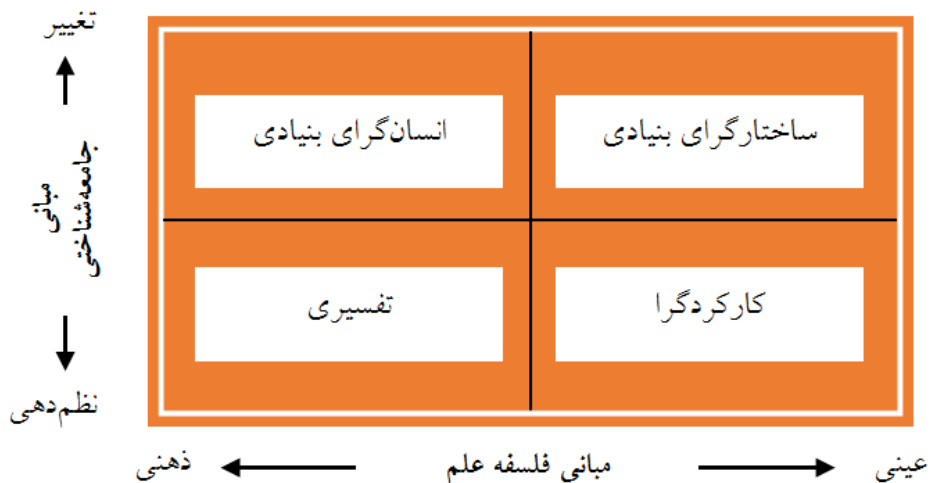 تغییر
ساختارگرای بنیادی
انسان‌گرای بنیادی
مبانی
جامعه‌شناختی
کارکردگرا
تفسیری
نظم‌دهی
عینی
مبانی فلسفه علم
ذهنی